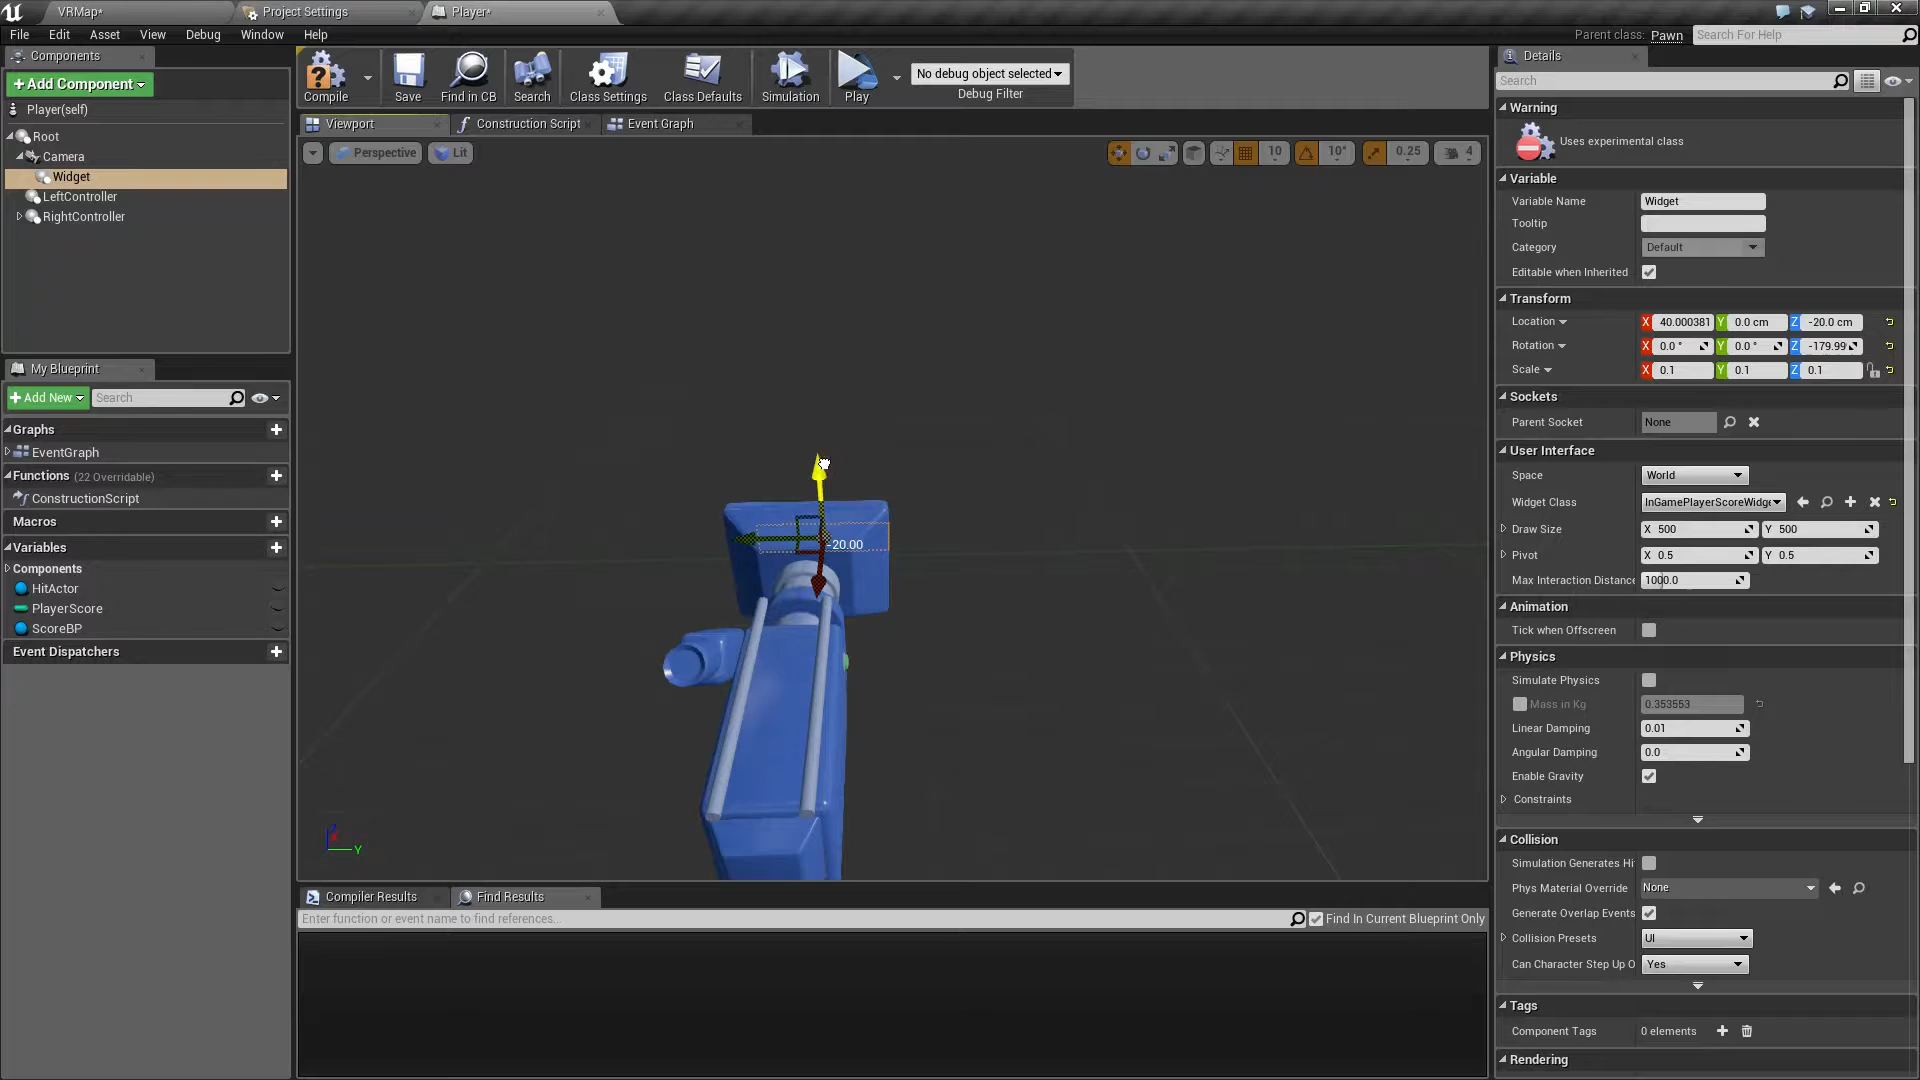 VRMap*
Project Settings
Player*
File
Edit
Asset
View
Debug
Window
Help
Parent class: Pawn
Search For Help
Components
+Add Component
Player(self)
Root
Camera
Widget
LeftController
RightController
Compile
Save
Find in CB
Search
Class Settings
Class Defaults
Simulation
Play
No debug object selected
Debug Filter
Viewport
Construction Script
Event Graph
Perspective
Lit
10
10°
0.25
4
-20.00
Z
Y
My Blueprint
+Add New
Search
Graphs
EventGraph
Functions (22 Overridable)
ConstructionScript
Macros
Variables
Components
HitActor
PlayerScore
ScoreBP
Event Dispatchers
Compiler Results
Find Results
Enter function or event name to find references...
Find In Current Blueprint Only
Details
Search
Warning
Uses experimental class
Variable
Variable Name Widget
Tooltip
Category Default
Editable when Inherited
Transform
Location X 40.000381 Y 0.0 cm Z -20.0 cm
Rotation X 0.0 ° Y 0.0 ° Z -179.99
Scale X 0.1 Y 0.1 Z 0.1
Sockets
Parent Socket None
User Interface
Space World
Widget Class InGamePlayerScoreWidge
Draw Size X 500 Y 500
Pivot X 0.5 Y 0.5
Max Interaction Distance 1000.0
Animation
Tick when Offscreen
Physics
Simulate Physics
Mass in Kg 0.353553
Linear Damping 0.01
Angular Damping 0.0
Enable Gravity
Constraints
Collision
Simulation Generates Hi
Phys Material Override None
Generate Overlap Events
Collision Presets UI
Can Character Step Up O Yes
Tags
Component Tags 0 elements
Rendering